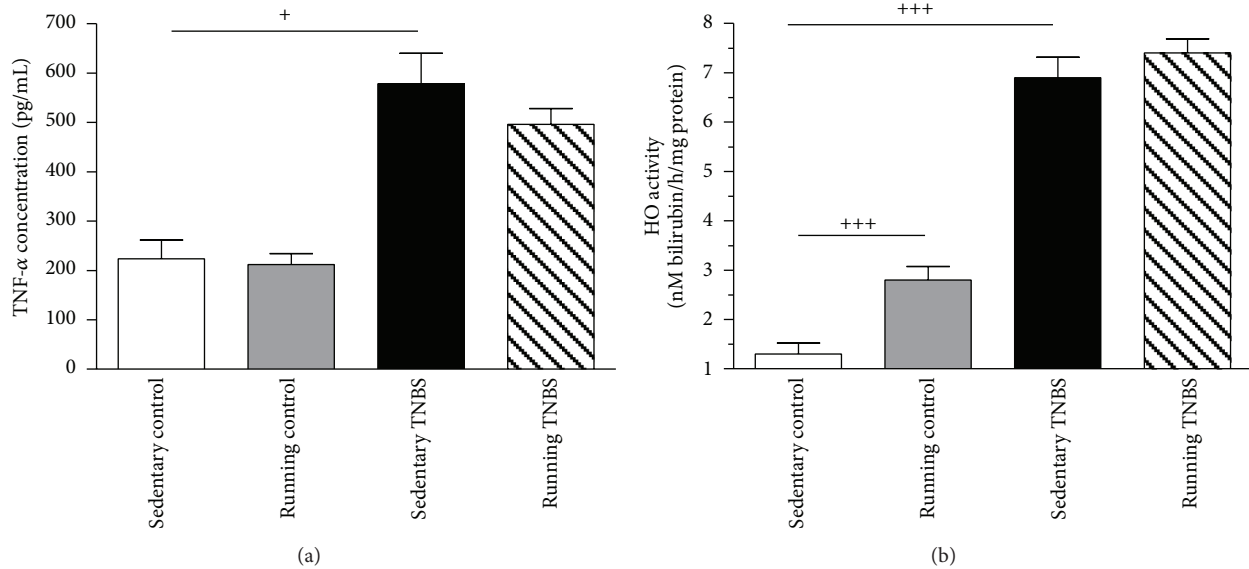 TNF-α concentration (pg/mL)
700
600
500
400
300
200
100
0
+
Sedentary control
Running control
Sedentary TNBS
Running TNBS
(a)
HO activity
(nM bilirubin/h/mg protein)
8
7
6
5
4
3
2
1
+++
+++
Sedentary control
Running control
Sedentary TNBS
Running TNBS
(b)